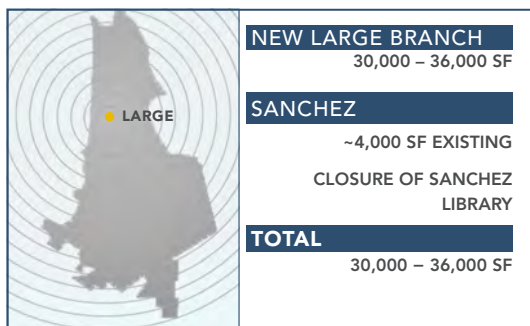 LARGE
NEW LARGE BRANCH
30,000 – 36,000 SF
SANCHEZ
~4,000 SF EXISTING
CLOSURE OF SANCHEZ
LIBRARY
TOTAL
30,000 – 36,000 SF